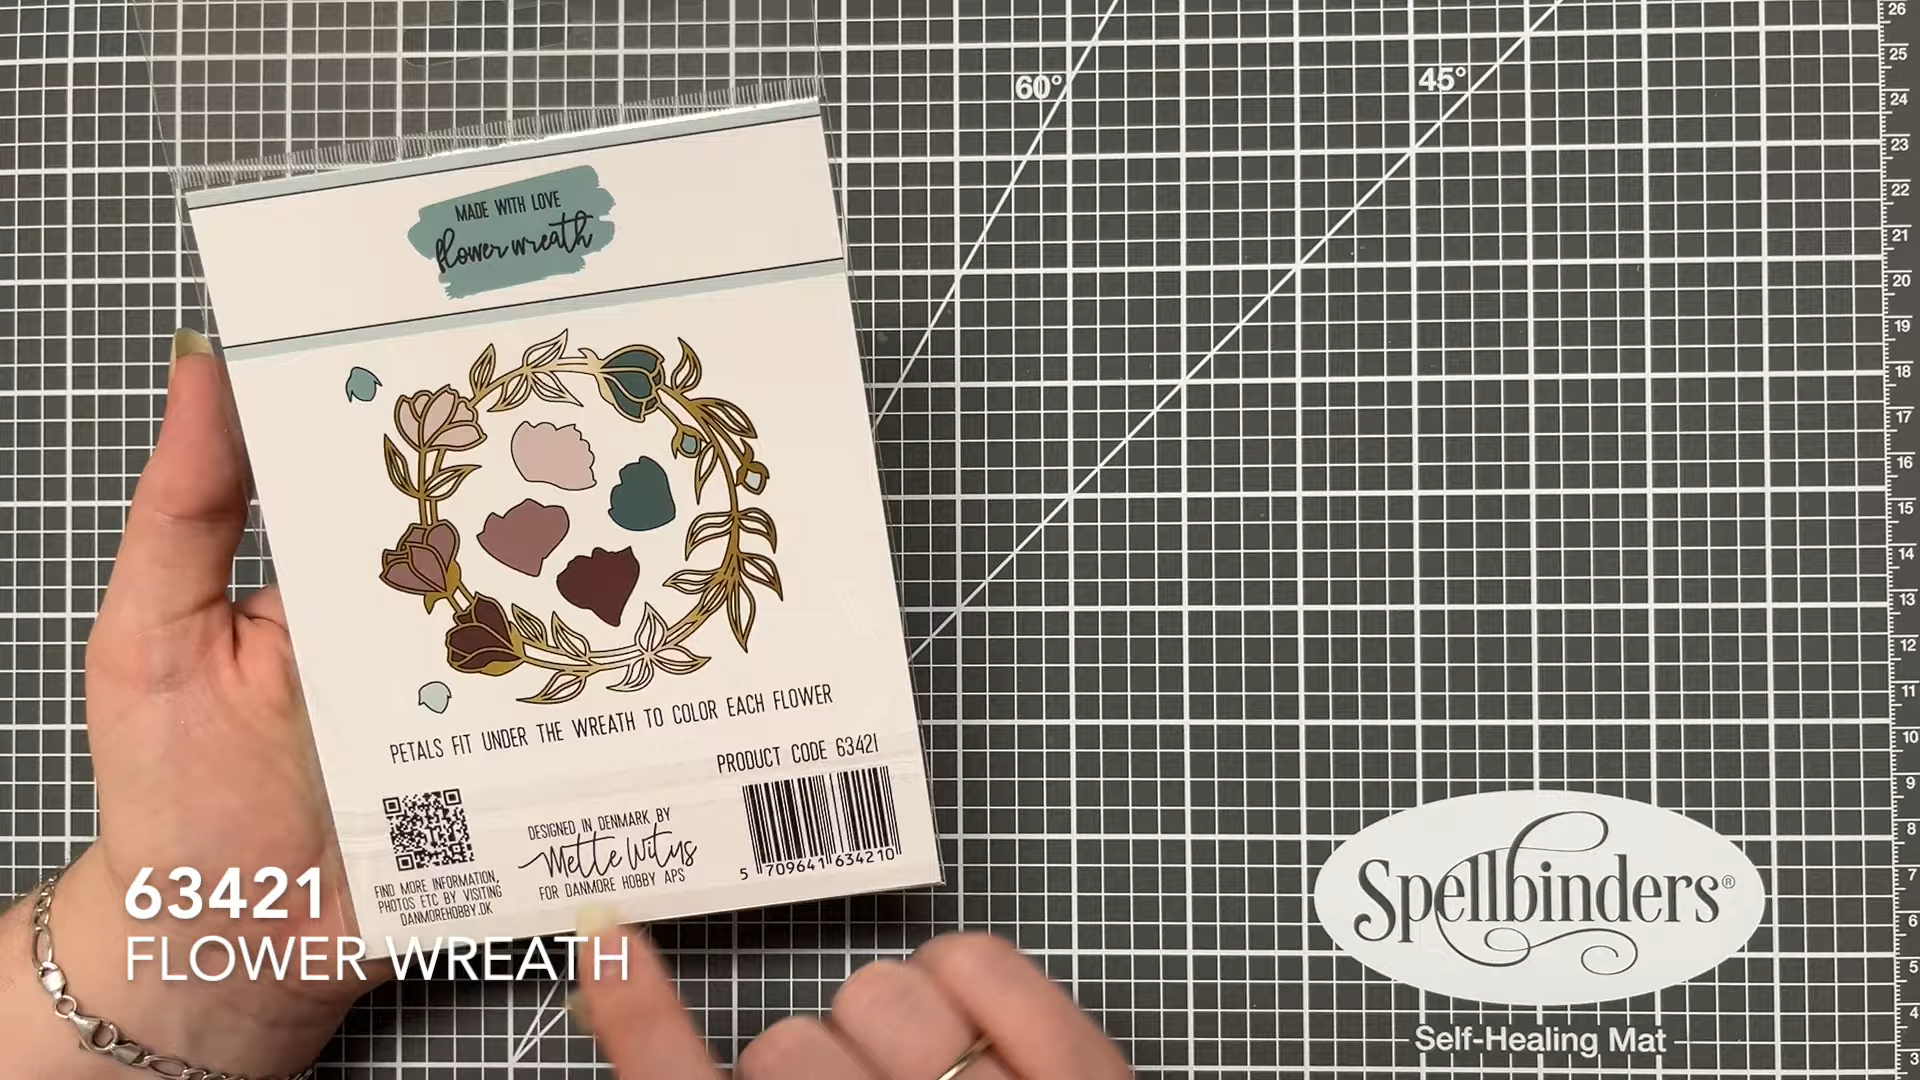 MADE WITH LOVE
flower wreath
PETALS FIT UNDER THE WREATH TO COLOR EACH FLOWER
PRODUCT CODE 63421
5 709641 634210
DESIGNED IN DENMARK BY
Mette Witys
FOR DANMORE HOBBY APS
FIND MORE INFORMATION,
PHOTOS ETC BY VISITING
DANMOREHOBBY.DK
63421
FLOWER WREATH
60°
45°
26
25
24
23
22
21
20
19
18
17
16
15
14
13
12
11
10
9
8
7
6
5
4
3
Spellbinders®
Self-Healing Mat